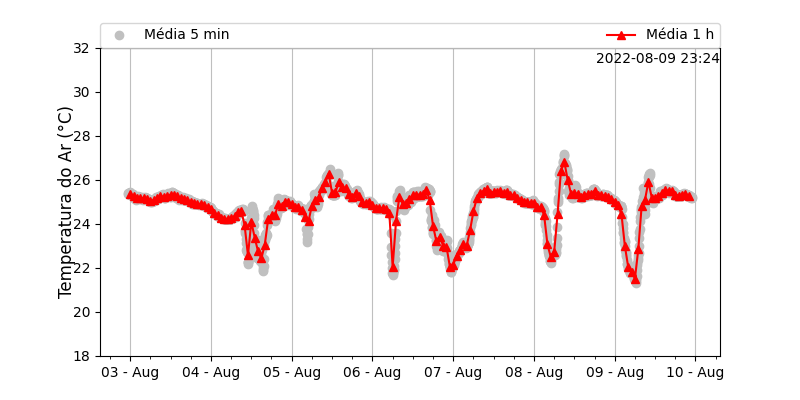 Média 5 min
Média 1 h
2022-08-09 23:24
Temperatura do Ar (°C)
32
30
28
26
24
22
20
18
03 - Aug
04 - Aug
05 - Aug
06 - Aug
07 - Aug
08 - Aug
09 - Aug
10 - Aug